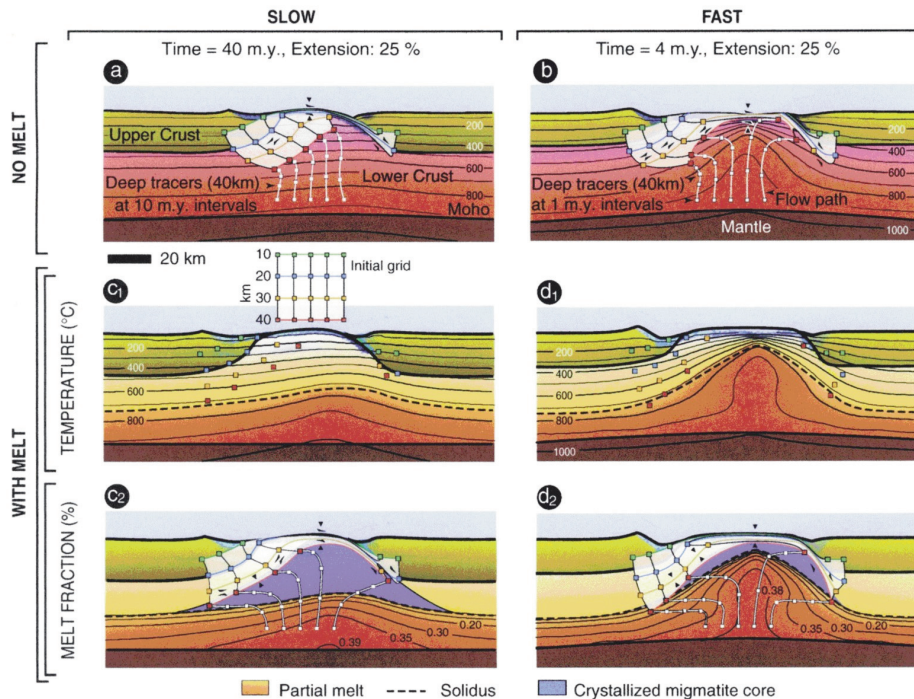 SLOW
FAST
Time = 40 m.y., Extension: 25 %
Time = 4 m.y., Extension: 25 %
NO MELT
a
Upper Crust
200
400
600
Lower Crust
Deep tracers (40km)
at 10 m.y. intervals
800
Moho
b
200
400
600
Deep tracers (40km)
at 1 m.y. intervals
800
Flow path
Mantle
1000
20 km
km
10
20
30
40
Initial grid
WITH MELT
TEMPERATURE (°C)
c1
200
400
600
800
d1
200
400
600
800
1000
MELT FRACTION (%)
c2
0.20
0.30
0.35
0.39
d2
0.38
0.35
0.30
0.20
Partial melt
Solidus
Crystallized migmatite core